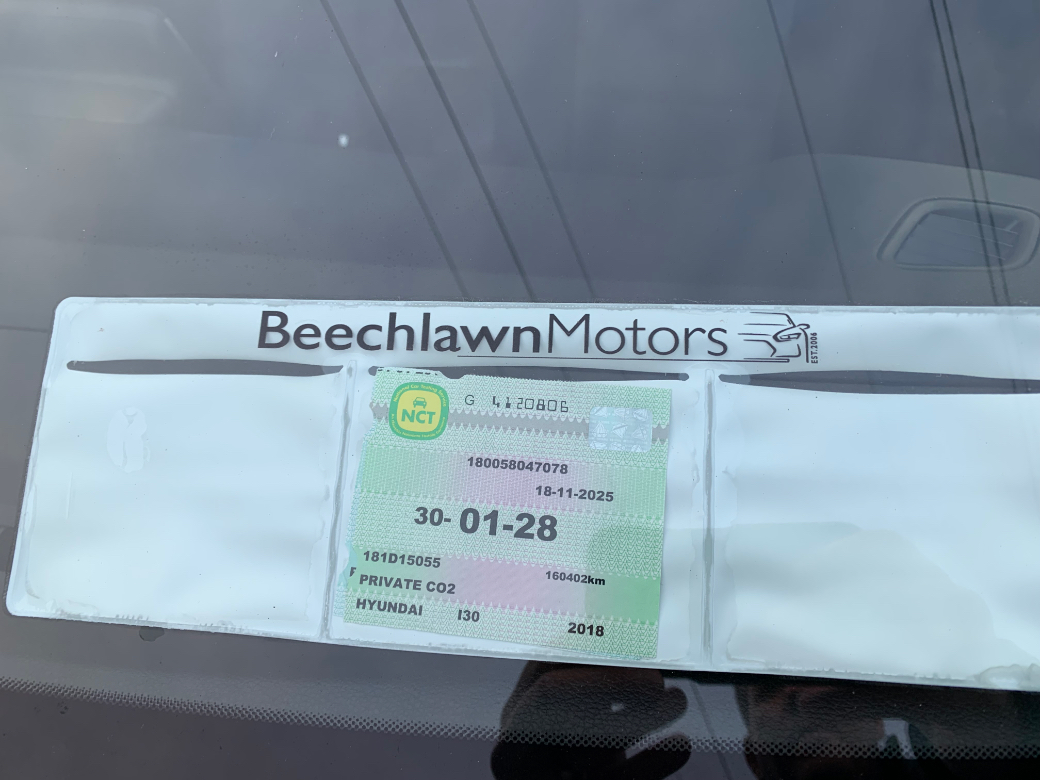 BeechlawnMotors
EST.2006
NCT
G 4120806
180058047078
18-11-2025
30- 01-28
181D15055
160402km
PRIVATE CO2
HYUNDAI I30
2018